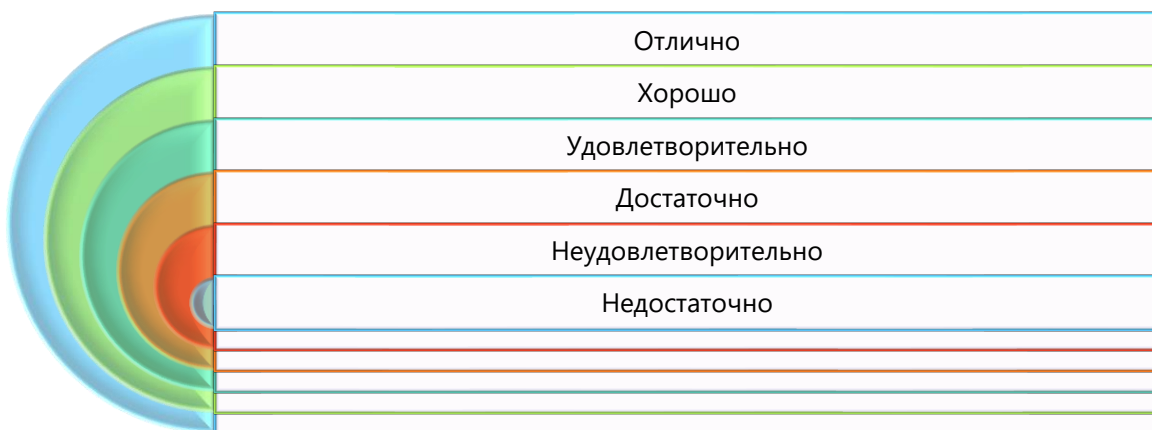 Отлично
Хорошо
Удовлетворительно
Достаточно
Неудовлетворительно
Недостаточно